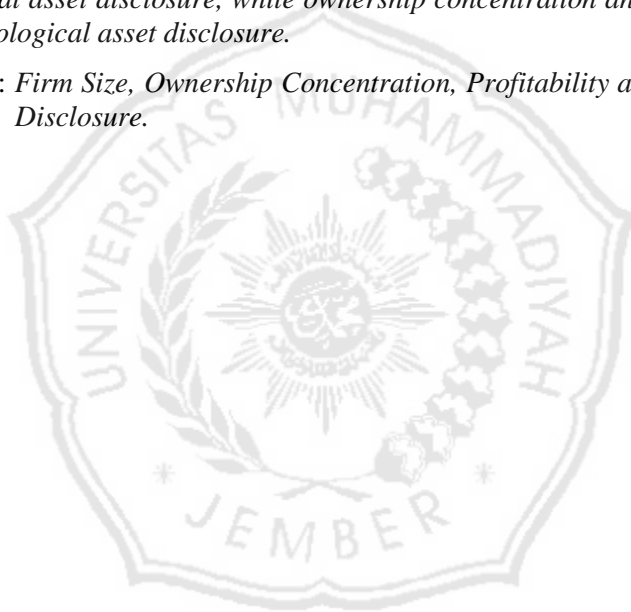 al asset disclosure, while ownership concentration an
ological asset disclosure.
: Firm Size, Ownership Concentration, Profitability a
Disclosure.
UNIVERSITAS MUHAMMADIYAH
JEMBER